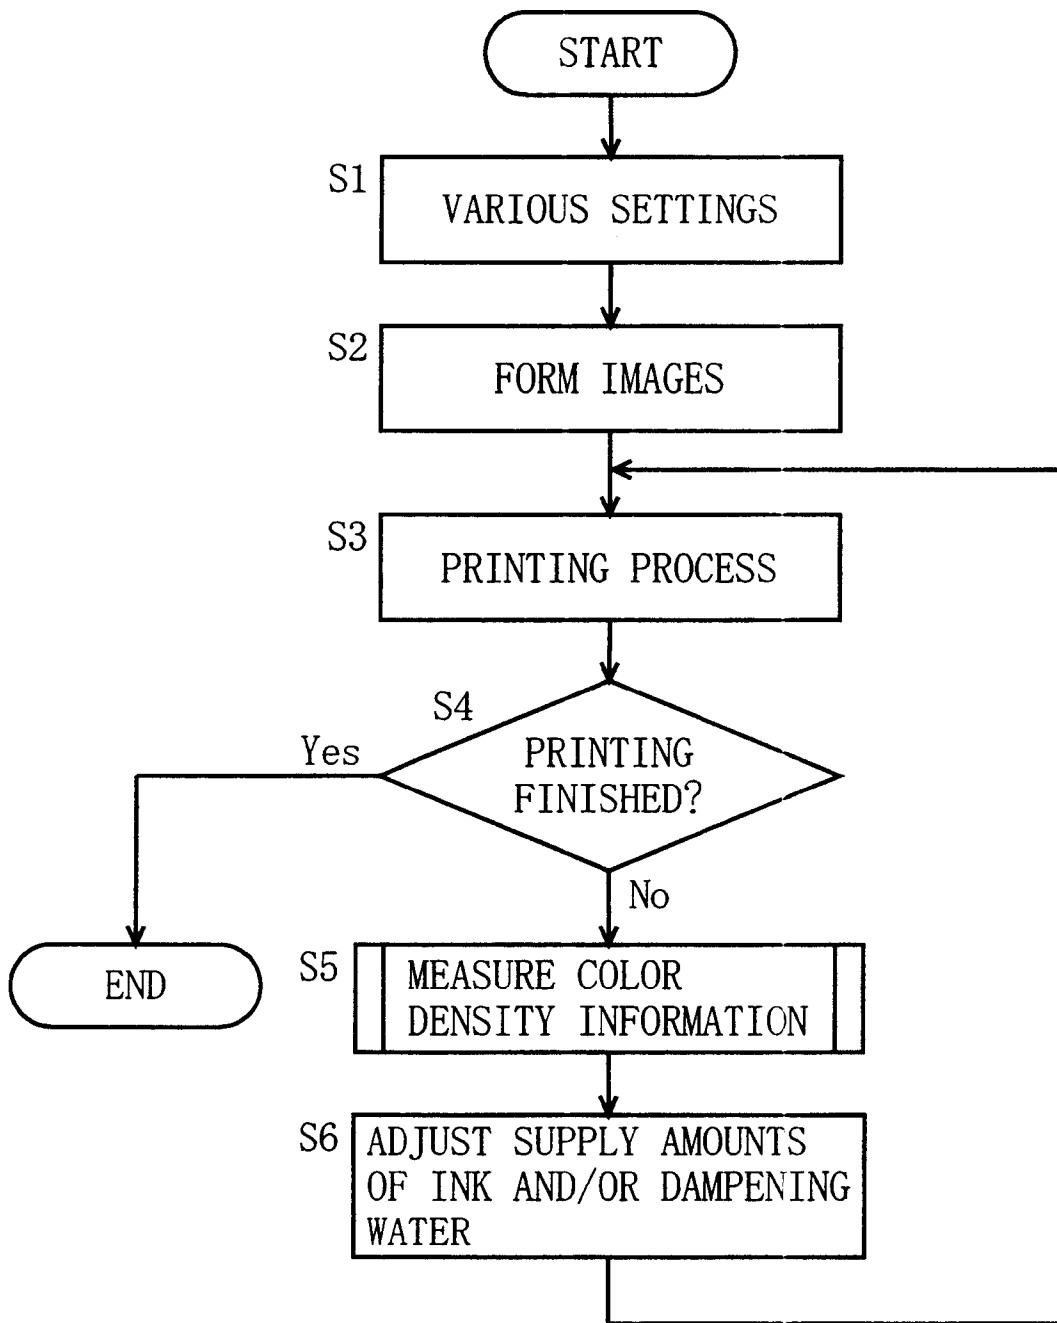 START
S1
VARIOUS SETTINGS
S2
FORM IMAGES
S3
PRINTING PROCESS
S4
Yes
PRINTING
FINISHED?
No
END
S5
MEASURE COLOR
DENSITY INFORMATION
S6
ADJUST SUPPLY AMOUNTS
OF INK AND/OR DAMPENING
WATER